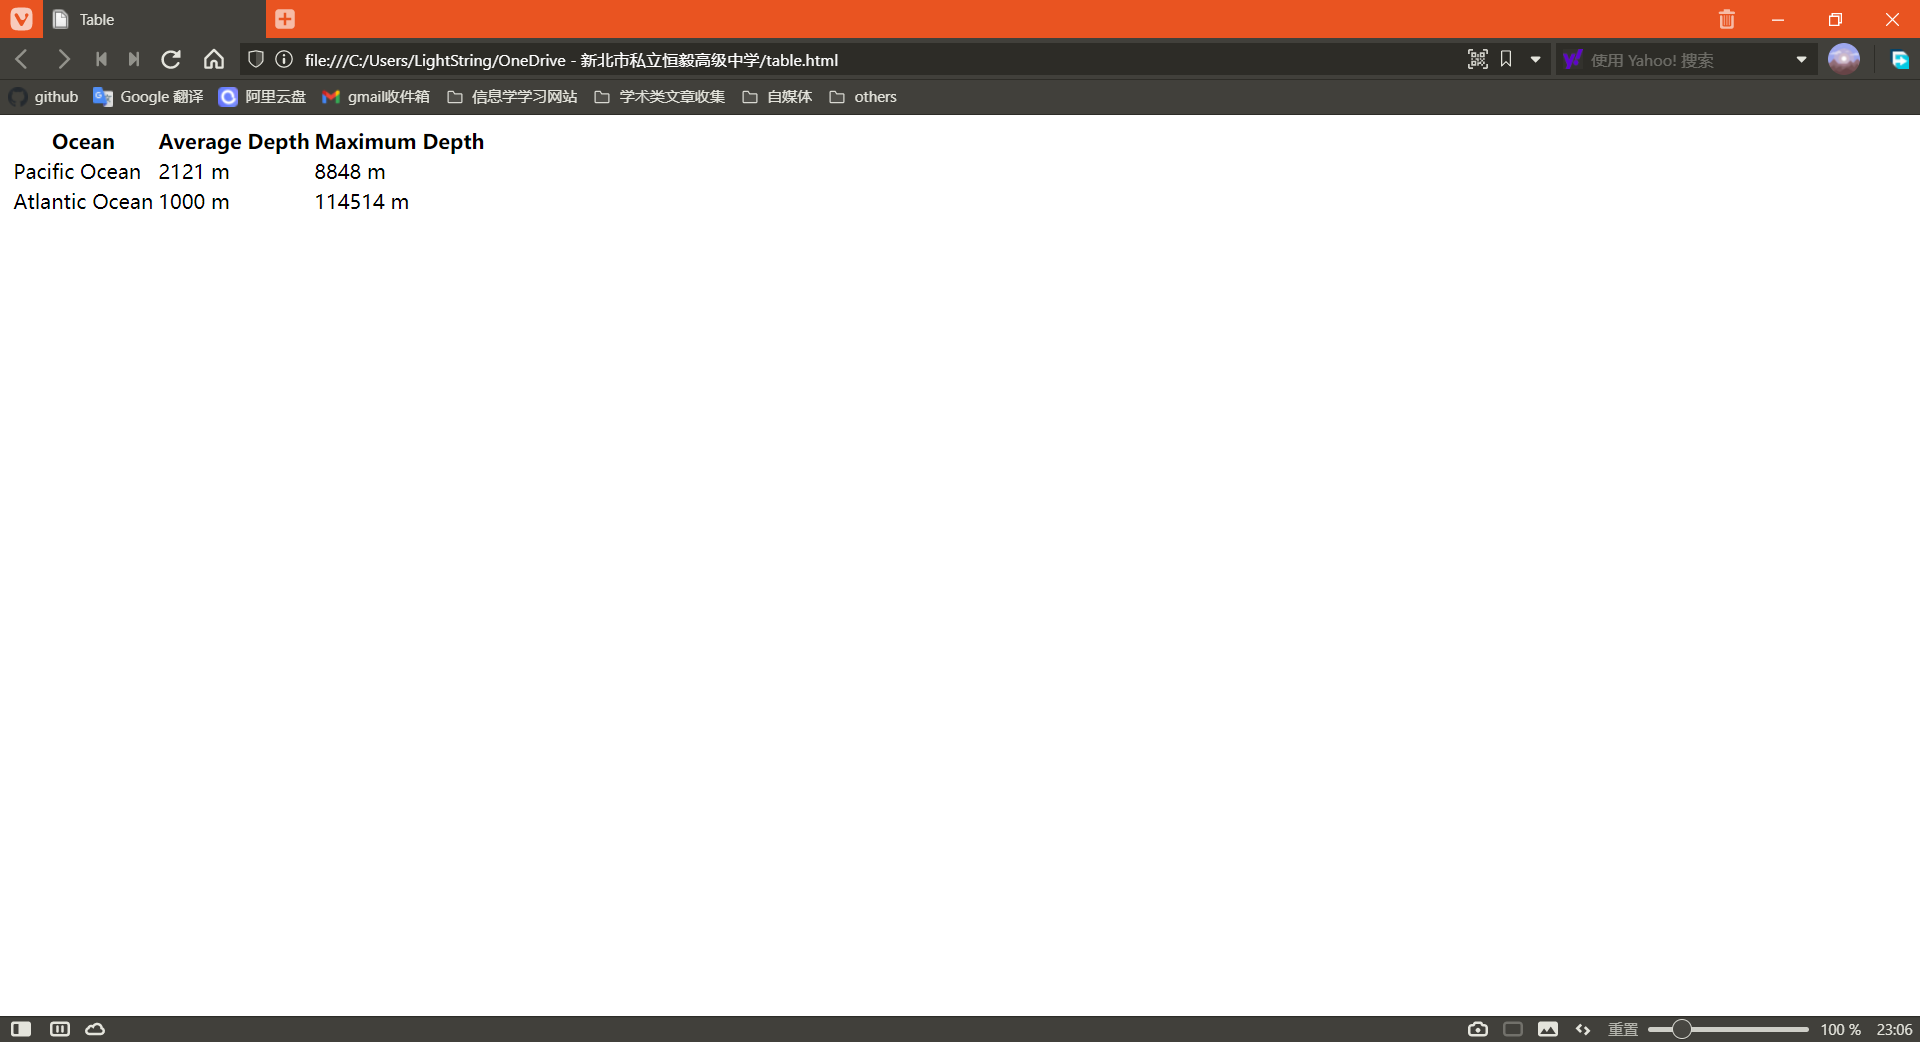 Table
file:///C:/Users/LightString/OneDrive - 新北市私立恒毅高级中学/table.html
使用 Yahoo! 搜索
github Google 翻译 阿里云盘 gmail收件箱 信息学学习网站 学术类文章收集 自媒体 others
Ocean Average Depth Maximum Depth
Pacific Ocean 2121 m 8848 m
Atlantic Ocean 1000 m 114514 m
重置 100 % 23:06